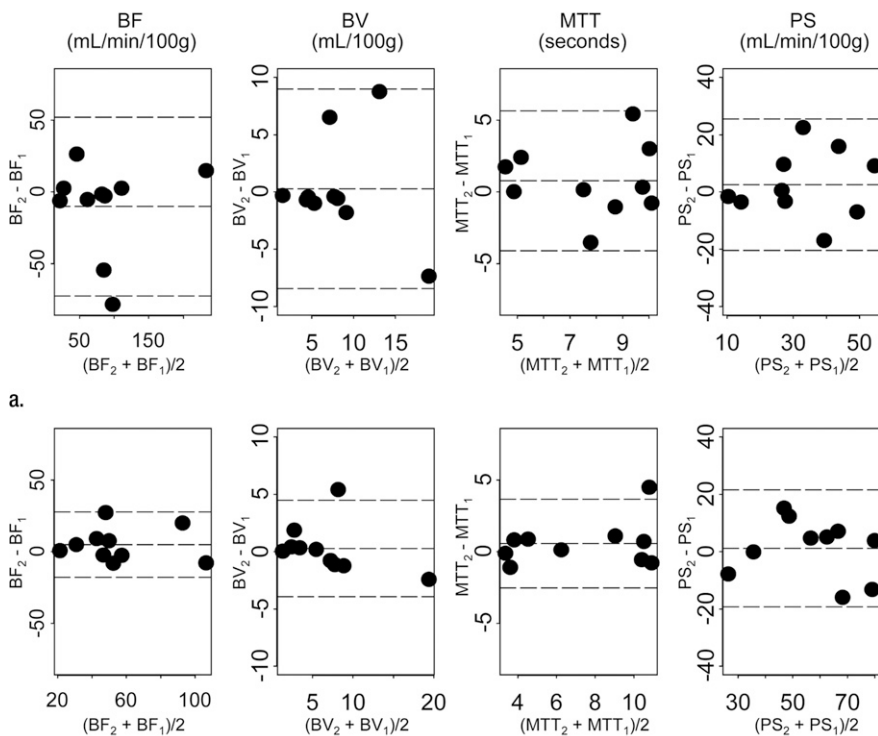 BF BV MTT PS
(mL/min/100g) (mL/100g) (seconds) (mL/min/100g)
BF₂ - BF₁
50
0
-50
50 150
(BF₂ + BF₁)/2
BV₂ - BV₁
10
5
0
-5
-10
5 10 15
(BV₂ + BV₁)/2
MTT₂ - MTT₁
5
0
-5
5 7 9
(MTT₂ + MTT₁)/2
PS₂ - PS₁
40
20
0
-20
-40
10 30 50
(PS₂ + PS₁)/2
a.
BF₂ - BF₁
50
0
-50
20 60 100
(BF₂ + BF₁)/2
BV₂ - BV₁
10
5
0
-5
-10
5 10 20
(BV₂ + BV₁)/2
MTT₂ - MTT₁
5
0
-5
4 6 8 10
(MTT₂ + MTT₁)/2
PS₂ - PS₁
40
20
0
-20
-40
30 50 70
(PS₂ + PS₁)/2